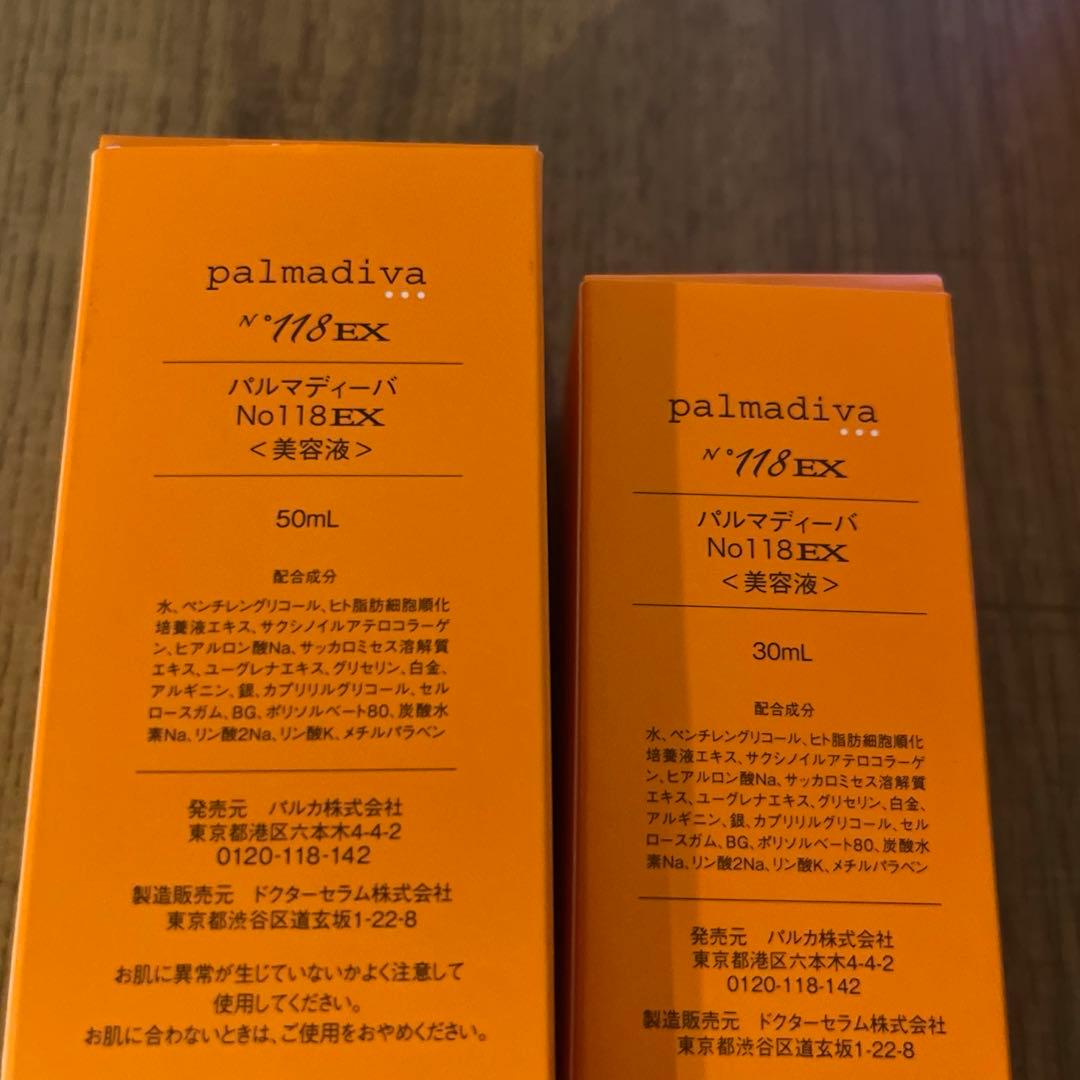 palmadiva
N°118 EX
パルマディーバ
No118EX
＜美容液＞
50mL
配合成分
水、ペンチレングリコール、ヒト脂肪細胞順化
培養液エキス、サクシノイルアテロコラーゲ
ン、ヒアルロン酸Na、サッカロミセス溶解質
エキス、ユーグレナエキス、グリセリン、白金、
アルギニン、銀、カプリリルグリコール、セル
ロースガム、BG、ポリソルベート80、炭酸水
素Na、リン酸2Na、リン酸K、メチルパラベン
発売元　パルカ株式会社
東京都港区六本木4-4-2
0120-118-142
製造販売元　ドクターセラム株式会社
東京都渋谷区道玄坂1-22-8
お肌に異常が生じていないかよく注意して
使用してください。
お肌に合わないときは、ご使用をおやめください。
palmadiva
N°118 EX
パルマディーバ
No118EX
＜美容液＞
30mL
配合成分
水、ペンチレングリコール、ヒト脂肪細胞順化
培養液エキス、サクシノイルアテロコラーゲ
ン、ヒアルロン酸Na、サッカロミセス溶解質
エキス、ユーグレナエキス、グリセリン、白金、
アルギニン、銀、カプリリルグリコール、セル
ロースガム、BG、ポリソルベート80、炭酸水
素Na、リン酸2Na、リン酸K、メチルパラベン
発売元　パルカ株式会社
東京都港区六本木4-4-2
0120-118-142
製造販売元　ドクターセラム株式会社
東京都渋谷区道玄坂1-22-8